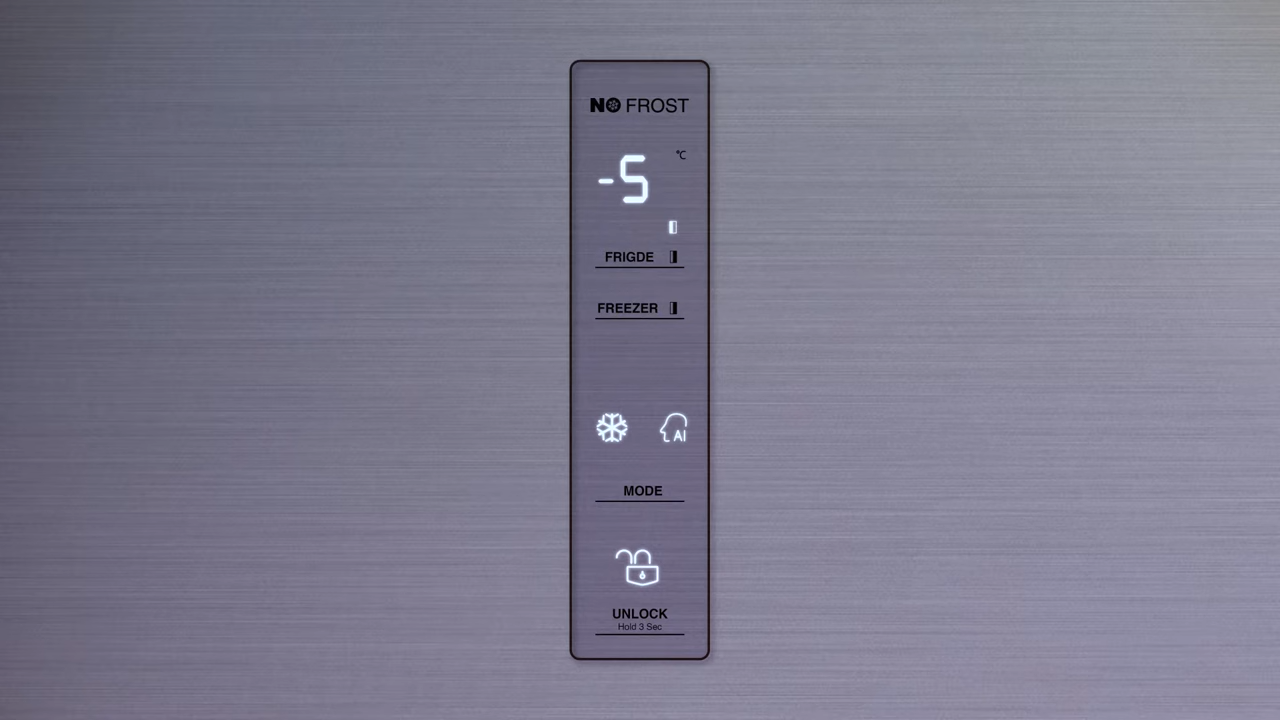 NO FROST
°C
-5
FRIGDE
FREEZER
AI
MODE
UNLOCK
Hold 3 Sec